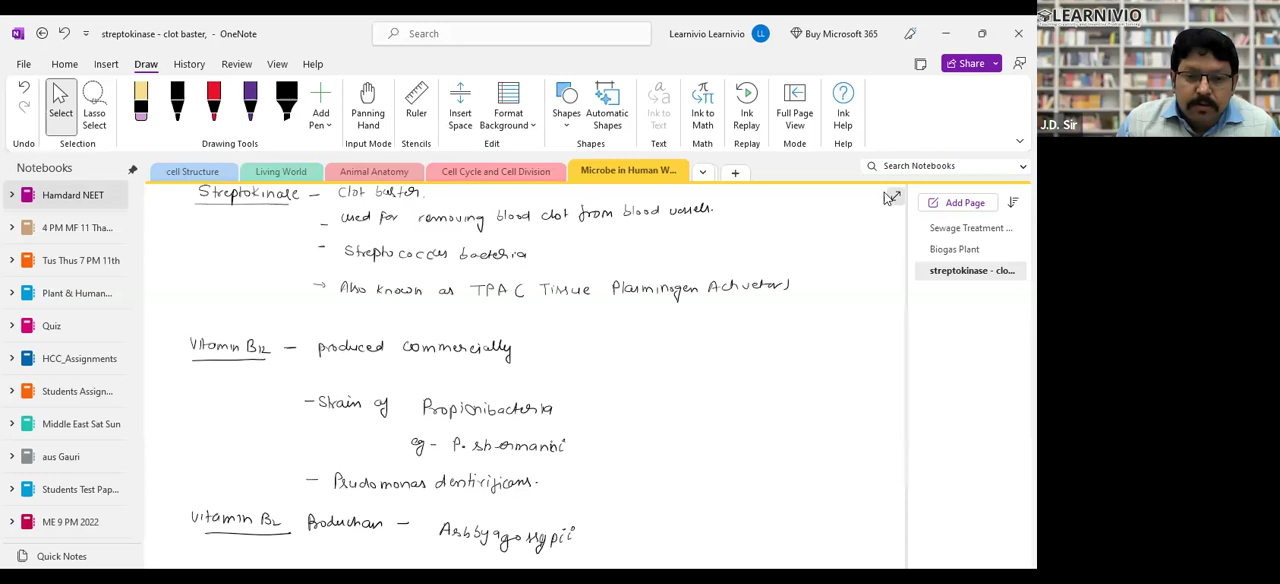 streptokinase - clot baster, - OneNote
Search
Learnivio Learnivio
LL
Buy Microsoft 365
LEARNIVIO
File Home Insert Draw History Review View Help
Share
Select
Lasso Select
Add Pen
Panning Hand
Ruler
Insert Space
Format Background
Shapes
Automatic Shapes
Ink to Text
Ink to Math
Ink Replay
Full Page View
Ink Help
Undo
Selection
Drawing Tools
Input Mode
Stencils
Edit
Shapes
Text
Math
Replay
Mode
Help
J.D. Sir
Notebooks
cell Structure
Living World
Animal Anatomy
Cell Cycle and Cell Division
Microbe in Human W...
Search Notebooks
Hamdard NEET
4 PM MF 11 Tha...
Tus Thus 7 PM 11th
Plant & Human...
Quiz
HCC_Assignments
Students Assign...
Middle East Sat Sun
aus Gauri
Students Test Pap...
ME 9 PM 2022
Quick Notes
Streptokinase - Clot baster.
- used for removing blood clot from blood vessels.
- Streptococcus bacteria
→ Also known as TPA ( Tissue Plasminogen Activators)
Vitamin B12 - produced commercially
- Strain of Propionibacteria
eg - P. shermanii
- Pseudomonas dentirificans.
Vitamin B2 Production - Ashbyagossypii
Add Page
Sewage Treatment ...
Biogas Plant
streptokinase - clo...